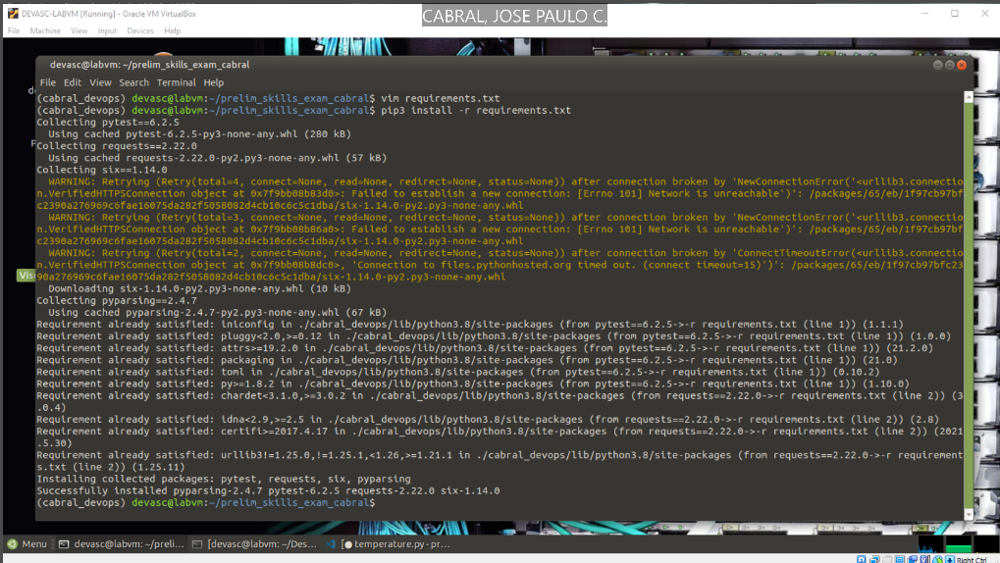 DEVASC-LABVM [Running] - Oracle VM VirtualBox
CABRAL, JOSE PAULO C.
File Machine View Input Devices Help
devasc@labvm: ~/prelim_skills_exam_cabral
File Edit View Search Terminal Help
(cabral_devops) devasc@labvm:~/prelim_skills_exam_cabral$ vim requirements.txt
(cabral_devops) devasc@labvm:~/prelim_skills_exam_cabral$ pip3 install -r requirements.txt
Collecting pytest==6.2.5
Using cached pytest-6.2.5-py3-none-any.whl (280 kB)
Collecting requests==2.22.0
Using cached requests-2.22.0-py2.py3-none-any.whl (57 kB)
Collecting six==1.14.0
WARNING: Retrying (Retry(total=4, connect=None, read=None, redirect=None, status=None)) after connection broken by 'NewConnectionError('<urllib3.connectio
n.VerifiedHTTPSConnection object at 0x7f9bb08b83d0>: Failed to establish a new connection: [Errno 101] Network is unreachable')': /packages/65/eb/1f97cb97bf
c2390a276969c6fae16075da282f5058082d4cb10c6c5c1dba/six-1.14.0-py2.py3-none-any.whl
WARNING: Retrying (Retry(total=3, connect=None, read=None, redirect=None, status=None)) after connection broken by 'NewConnectionError('<urllib3.connectio
n.VerifiedHTTPSConnection object at 0x7f9bb08b86a0>: Failed to establish a new connection: [Errno 101] Network is unreachable')': /packages/65/eb/1f97cb97bf
c2390a276969c6fae16075da282f5058082d4cb10c6c5c1dba/six-1.14.0-py2.py3-none-any.whl
WARNING: Retrying (Retry(total=2, connect=None, read=None, redirect=None, status=None)) after connection broken by 'ConnectTimeoutError(<urllib3.connectio
n.VerifiedHTTPSConnection object at 0x7f9bb08b8dc0>, 'Connection to files.pythonhosted.org timed out. (connect timeout=15)')': /packages/65/eb/1f97cb97bfc23
90a276969c6fae16075da282f5058082d4cb10c6c5c1dba/six-1.14.0-py2.py3-none-any.whl
Downloading six-1.14.0-py2.py3-none-any.whl (10 kB)
Collecting pyparsing==2.4.7
Using cached pyparsing-2.4.7-py2.py3-none-any.whl (67 kB)
Requirement already satisfied: iniconfig in ./cabral_devops/lib/python3.8/site-packages (from pytest==6.2.5->-r requirements.txt (line 1)) (1.1.1)
Requirement already satisfied: pluggy<2.0,>=0.12 in ./cabral_devops/lib/python3.8/site-packages (from pytest==6.2.5->-r requirements.txt (line 1)) (1.0.0)
Requirement already satisfied: attrs>=19.2.0 in ./cabral_devops/lib/python3.8/site-packages (from pytest==6.2.5->-r requirements.txt (line 1)) (21.2.0)
Requirement already satisfied: packaging in ./cabral_devops/lib/python3.8/site-packages (from pytest==6.2.5->-r requirements.txt (line 1)) (21.0)
Requirement already satisfied: toml in ./cabral_devops/lib/python3.8/site-packages (from pytest==6.2.5->-r requirements.txt (line 1)) (0.10.2)
Requirement already satisfied: py>=1.8.2 in ./cabral_devops/lib/python3.8/site-packages (from pytest==6.2.5->-r requirements.txt (line 1)) (1.10.0)
Requirement already satisfied: chardet<3.1.0,>=3.0.2 in ./cabral_devops/lib/python3.8/site-packages (from requests==2.22.0->-r requirements.txt (line 2)) (3
.0.4)
Requirement already satisfied: idna<2.9,>=2.5 in ./cabral_devops/lib/python3.8/site-packages (from requests==2.22.0->-r requirements.txt (line 2)) (2.8)
Requirement already satisfied: certifi>=2017.4.17 in ./cabral_devops/lib/python3.8/site-packages (from requests==2.22.0->-r requirements.txt (line 2)) (2021
.5.30)
Requirement already satisfied: urllib3!=1.25.0,!=1.25.1,<1.26,>=1.21.1 in ./cabral_devops/lib/python3.8/site-packages (from requests==2.22.0->-r requirement
s.txt (line 2)) (1.25.11)
Installing collected packages: pytest, requests, six, pyparsing
Successfully installed pyparsing-2.4.7 pytest-6.2.5 requests-2.22.0 six-1.14.0
(cabral_devops) devasc@labvm:~/prelim_skills_exam_cabral$
Menu devasc@labvm: ~/preli... [devasc@labvm: ~/Des... [● temperature.py - pr...
Right Ctrl